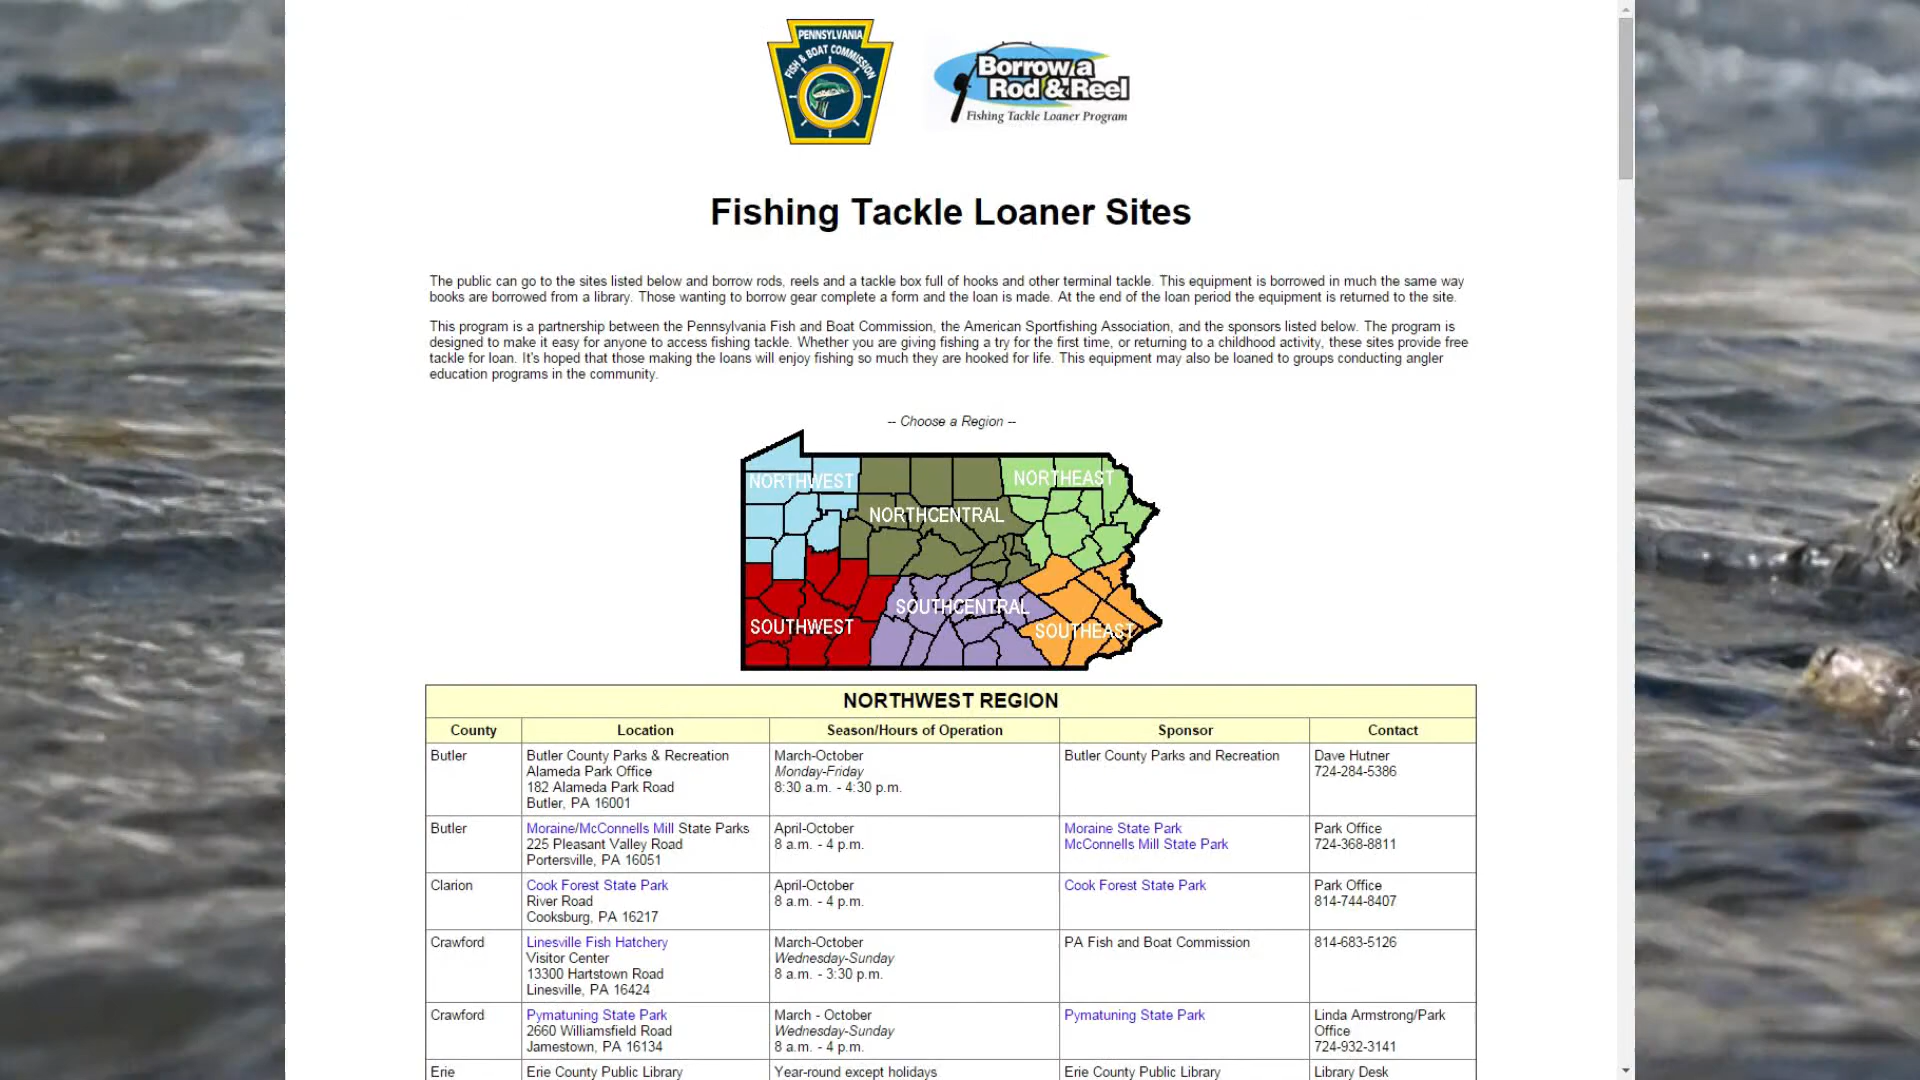 PENNSYLVANIA
FISH & BOAT COMMISSION
Borrow a
Rod & Reel
Fishing Tackle Loaner Program
Fishing Tackle Loaner Sites
The public can go to the sites listed below and borrow rods, reels and a tackle box full of hooks and other terminal tackle. This equipment is borrowed in much the same way
books are borrowed from a library. Those wanting to borrow gear complete a form and the loan is made. At the end of the loan period the equipment is returned to the site.
This program is a partnership between the Pennsylvania Fish and Boat Commission, the American Sportfishing Association, and the sponsors listed below. The program is
designed to make it easy for anyone to access fishing tackle. Whether you are giving fishing a try for the first time, or returning to a childhood activity, these sites provide free
tackle for loan. It's hoped that those making the loans will enjoy fishing so much they are hooked for life. This equipment may also be loaned to groups conducting angler
education programs in the community.
-- Choose a Region --
NORTHWEST
NORTHEAST
NORTHCENTRAL
SOUTHCENTRAL
SOUTHWEST
SOUTHEAST
NORTHWEST REGION
County Location Season/Hours of Operation Sponsor Contact
Butler Butler County Parks & Recreation March-October Butler County Parks and Recreation Dave Hutner
Alameda Park Office Monday-Friday 724-284-5386
182 Alameda Park Road 8:30 a.m. - 4:30 p.m.
Butler, PA 16001
Butler Moraine/McConnells Mill State Parks April-October Moraine State Park Park Office
225 Pleasant Valley Road 8 a.m. - 4 p.m. McConnells Mill State Park 724-368-8811
Portersville, PA 16051
Clarion Cook Forest State Park April-October Cook Forest State Park Park Office
River Road 8 a.m. - 4 p.m. 814-744-8407
Cooksburg, PA 16217
Crawford Linesville Fish Hatchery March-October PA Fish and Boat Commission 814-683-5126
Visitor Center Wednesday-Sunday
13300 Hartstown Road 8 a.m. - 3:30 p.m.
Linesville, PA 16424
Crawford Pymatuning State Park March - October Pymatuning State Park Linda Armstrong/Park
2660 Williamsfield Road Wednesday-Sunday Office
Jamestown, PA 16134 8 a.m. - 4 p.m. 724-932-3141
Erie Erie County Public Library Year-round except holidays Erie County Public Library Library Desk